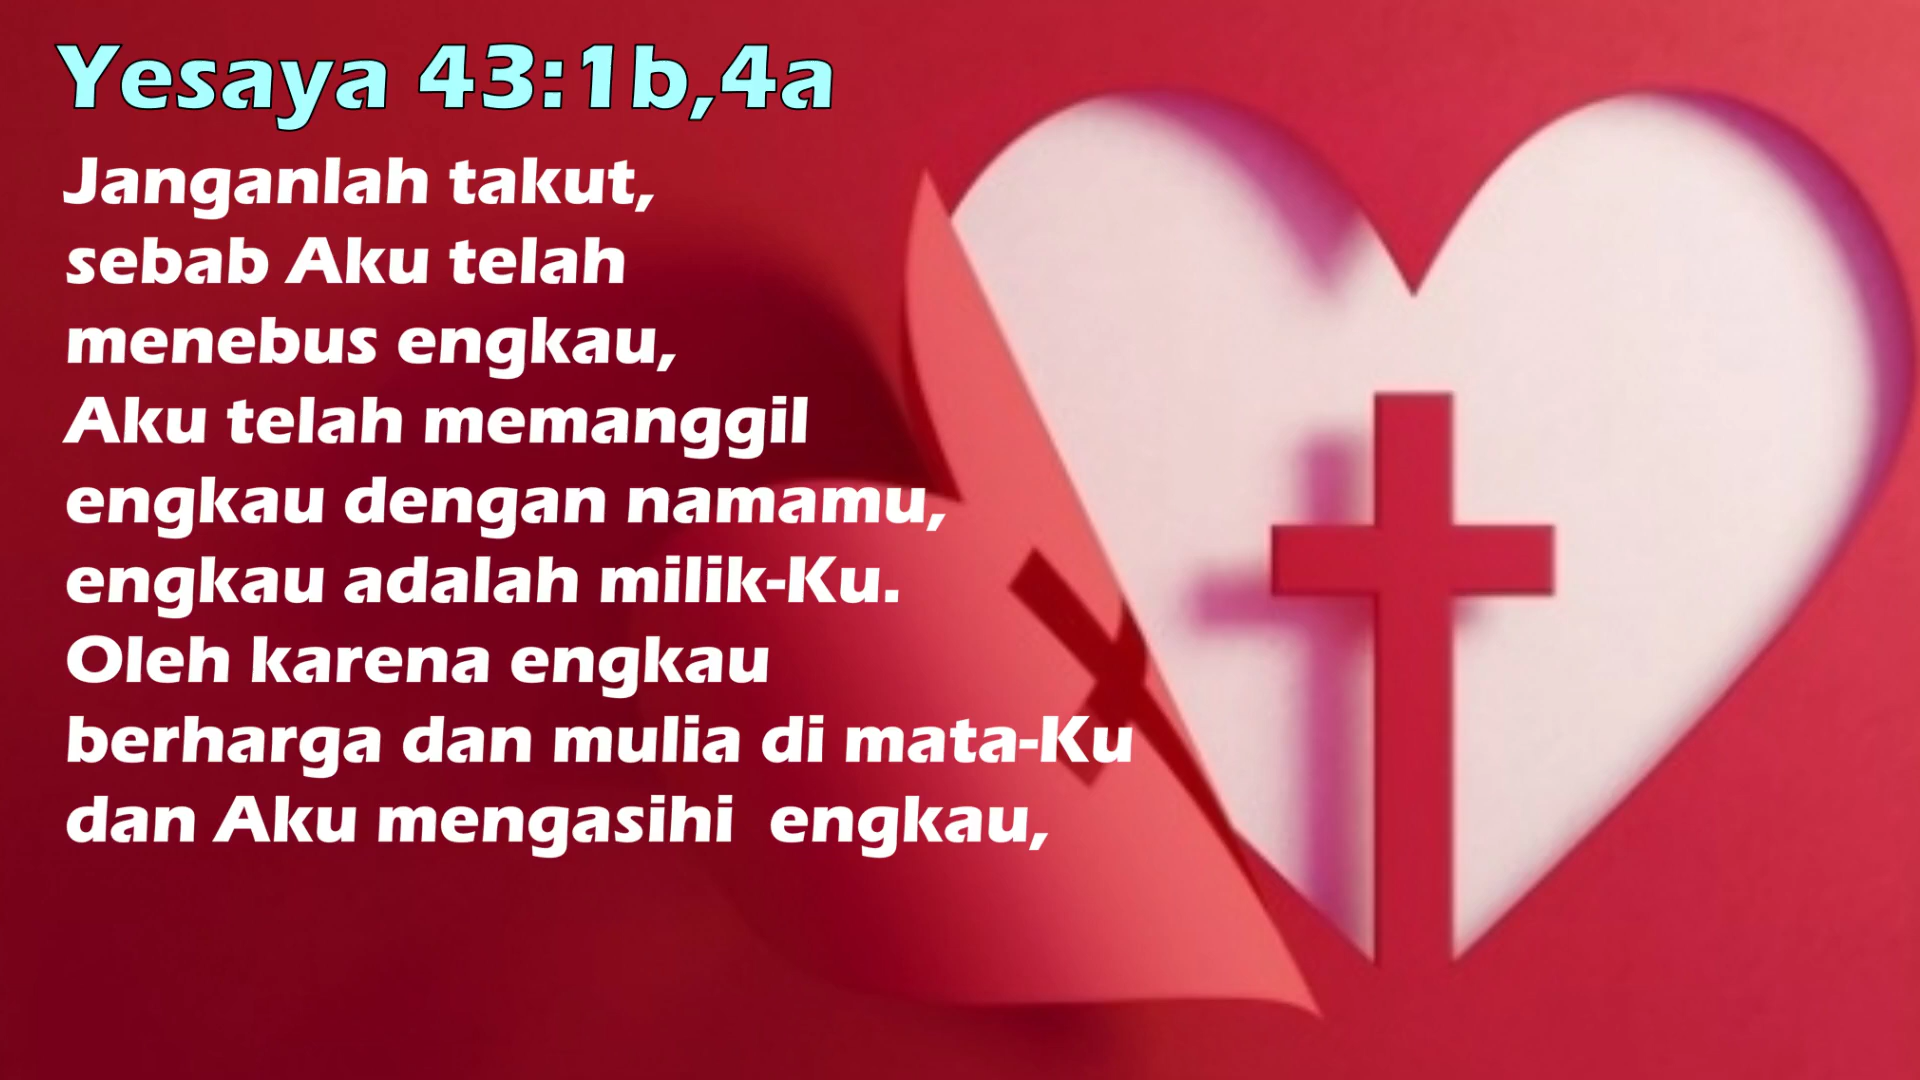 Yesaya 43:1b,4a
Janganlah takut,
sebab Aku telah
menebus engkau,
Aku telah memanggil
engkau dengan namamu,
engkau adalah milik-Ku.
Oleh karena engkau
berharga dan mulia di mata-Ku
dan Aku mengasihi  engkau,